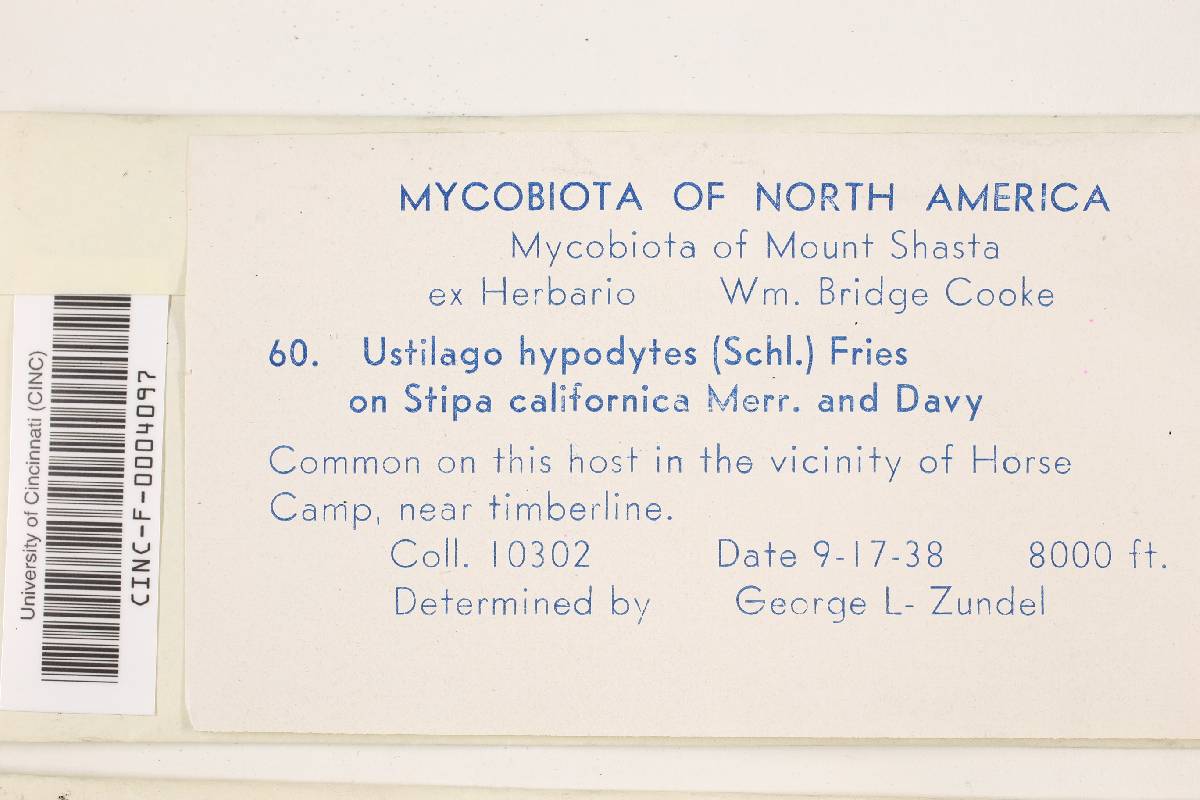 MYCOBIOTA OF NORTH AMERICA
Mycobiota of Mount Shasta
ex Herbario Wm. Bridge Cooke
60. Ustilago hypodytes (Schl.) Fries
on Stipa californica Merr. and Davy
Common on this host in the vicinity of Horse
Camp, near timberline.
Coll. 10302 Date 9-17-38 8000 ft.
Determined by George L- Zundel
University of Cincinnati (CINC)
CINC-F-0004097